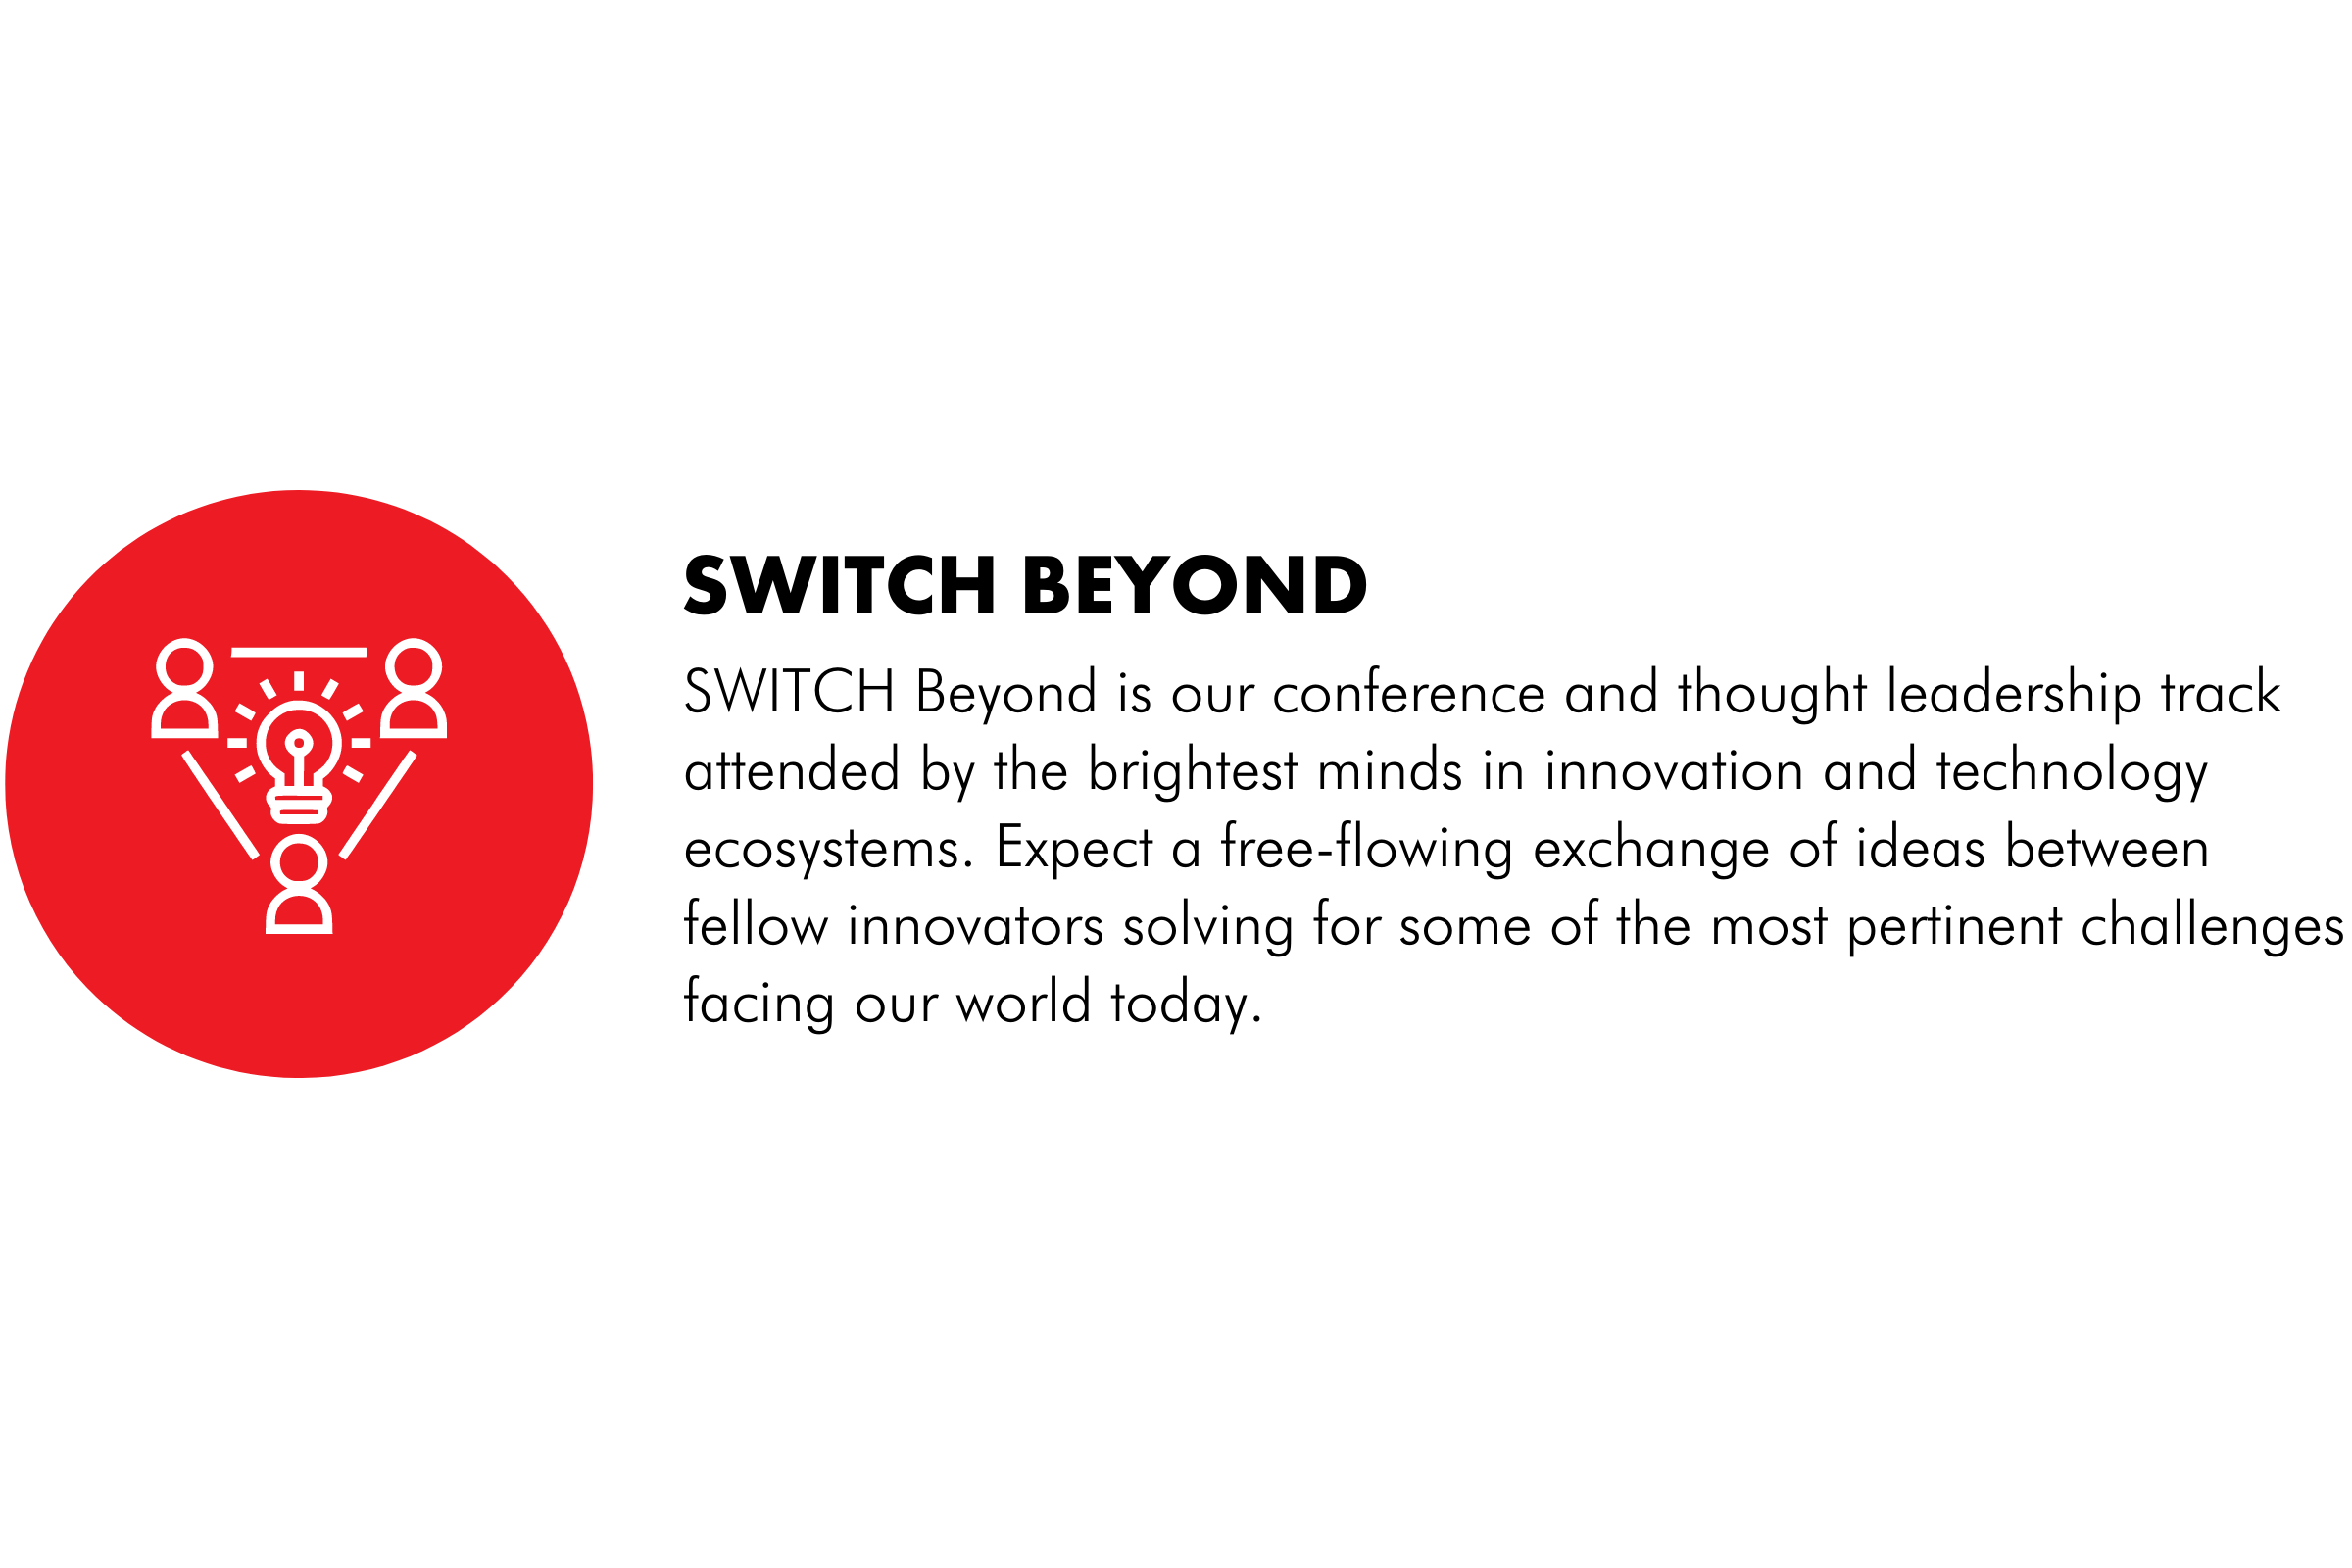 SWITCH BEYOND
SWITCH Beyond is our conference and thought leadership track
attended by the brightest minds in innovation and technology
ecosystems. Expect a free-flowing exchange of ideas between
fellow innovators solving for some of the most pertinent challenges
facing our world today.